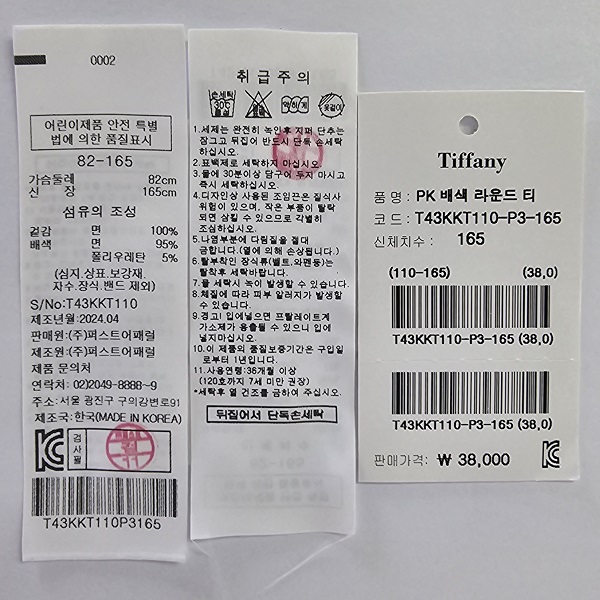 0002
어린이제품 안전 특별
법에 의한 품질표시
82-165
가슴둘레 82cm
신 장 165cm
섬유의 조성
겉감 면 100%
배색 면 95%
폴리우레탄 5%
(심지.상표.보강재.
자수.장식.밴드 제외)
S/No:T43KKT110
제조년월:2024.04
판매원:(주)퍼스트어패럴
제조원:(주)퍼스트어패럴
제품 문의처
연락처: 02)2049-8888~9
주소:서울 광진구 구의강변로91
제조국:한국(MADE IN KOREA)
검사필
T43KKT110P3165
취급주의
손세탁
30℃
중성
약하게
옷걸이
1.세제는 완전히 녹인후 지퍼 단추는
잠그고 뒤집어 반드시 단독 손세탁
하십시오.
2.표백제로 세탁하지 마십시오.
3.물에 30분이상 담구어 두지 마시고
즉시 세탁하십시오.
4.디자인상 사용된 조임끈은 질식사
위험이 있으며, 작은 부품이 탈락
되면 삼킬 수 있으므로 각별히
조심하십시오.
5.나염부분에 다림질을 절대
금합니다.(열에 의해 손상됩니다)
6.탈부착인 장식류(벨트,와펜등)는
탈착후 세탁바랍니다.
7.물 세탁시 녹이 발생할 수 있습니다.
8.체질에 따라 피부 알러지가 발생할
수 있습니다.
9.경고! 입에넣으면 프탈레이트계
가소제가 용출될 수 있으니 입에
넣지마십시오.
10.이 제품의 품질보증기간은 구입일
로부터 1년입니다.
11.사용연령:36개월 이상
(120호까지 7세 미만 권장)
*세탁후 열 건조를 금하여 주십시오.
뒤집어서 단독손세탁
Tiffany
품 명 : PK 배색 라운드 티
코 드 : T43KKT110-P3-165
신체치수 : 165
(110-165) (38,0)
T43KKT110-P3-165 (38,0)
T43KKT110-P3-165 (38,0)
판매가격: ₩ 38,000